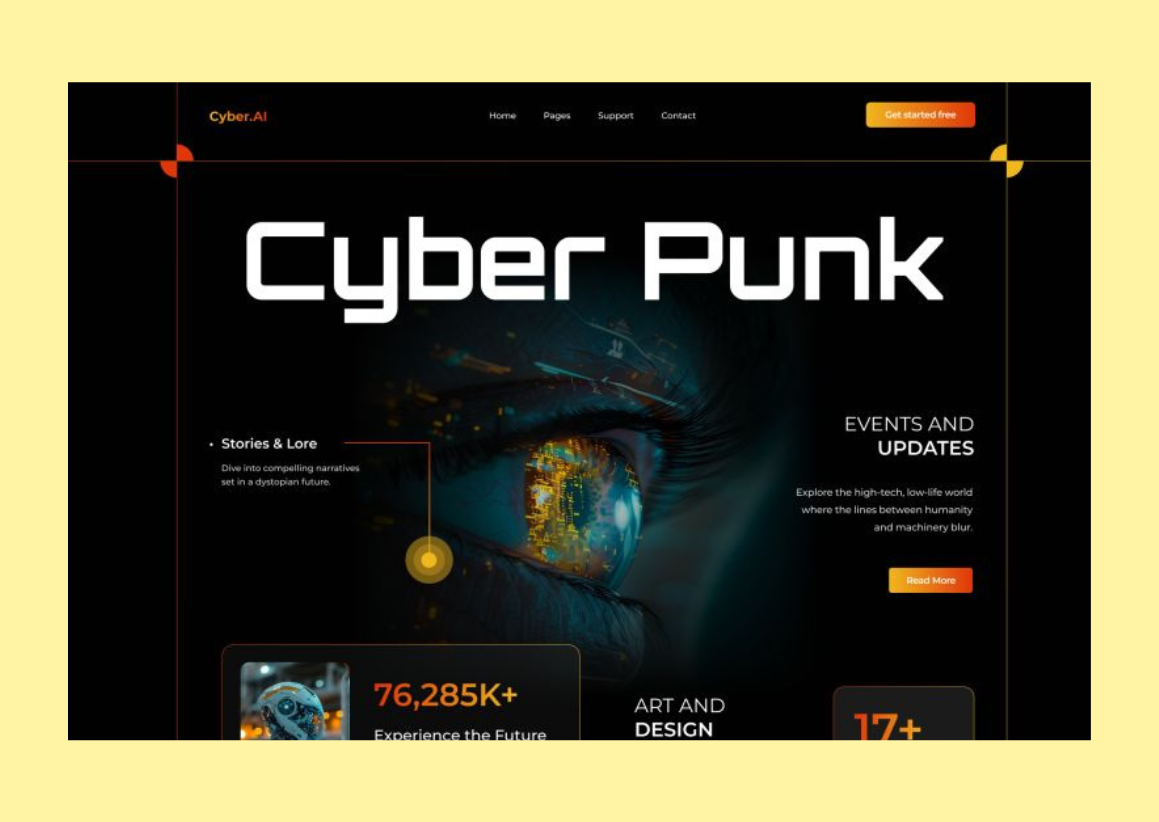 Cyber.AI
Home Pages Support Contact
Get started free
Cyber Punk
Stories & Lore
Dive into compelling narratives
set in a dystopian future.
EVENTS AND
UPDATES
Explore the high-tech, low-life world
where the lines between humanity
and machinery blur.
Read More
76,285K+
Experience the Future
ART AND
DESIGN
17+